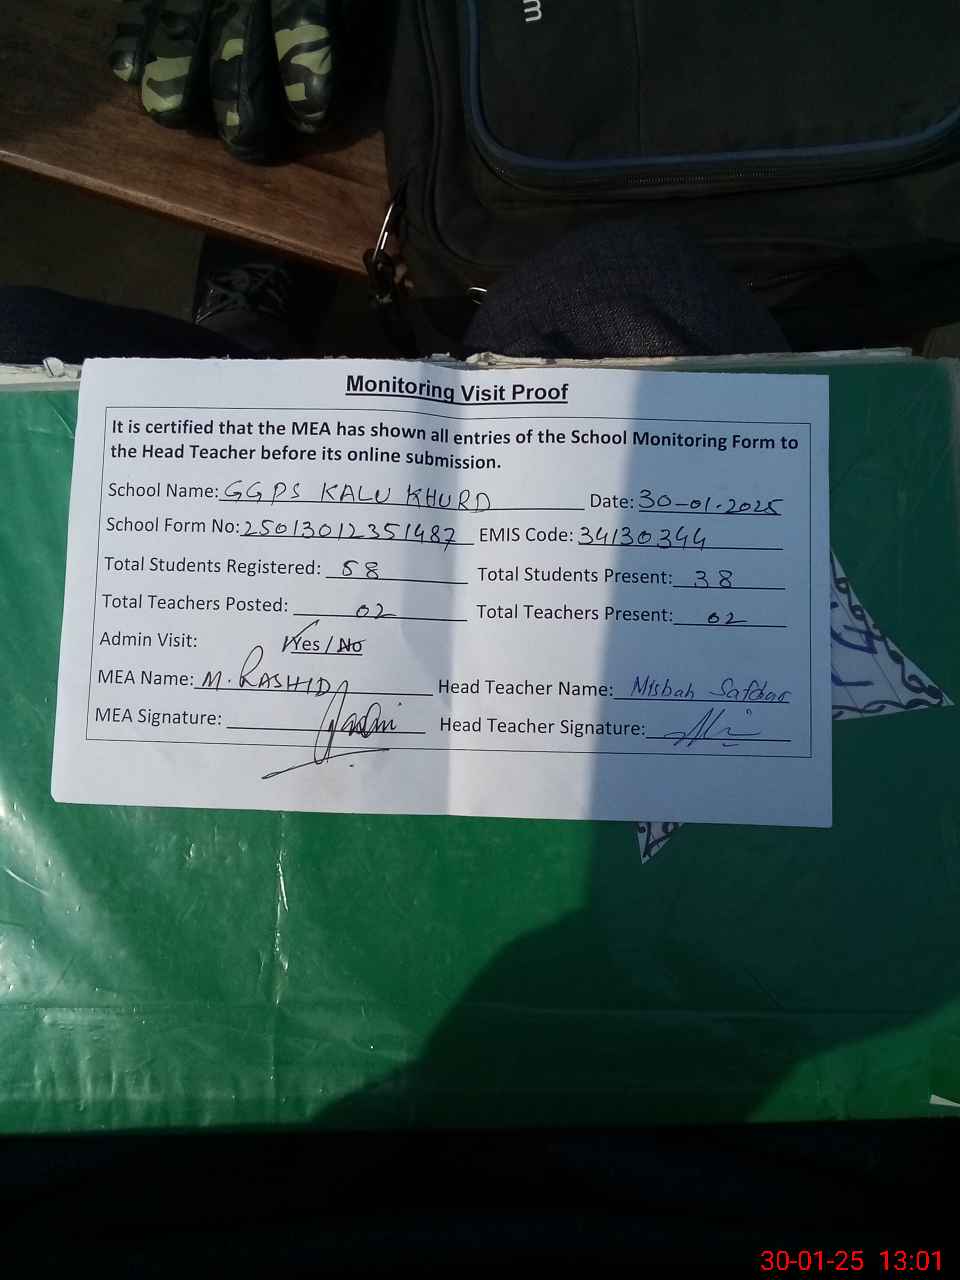 m
Monitoring Visit Proof
It is certified that the MEA has shown all entries of the School Monitoring Form to
the Head Teacher before its online submission.
School Name: GGPS KALU KHURD Date: 30-01-2025
School Form No: 25013012351487 EMIS Code: 34130344
Total Students Registered: 58 Total Students Present: 38
Total Teachers Posted: 02 Total Teachers Present: 02
Admin Visit: Yes / No
MEA Name: M. RASHID Head Teacher Name: Misbah Safdar
MEA Signature: Head Teacher Signature:
30-01-25 13:01